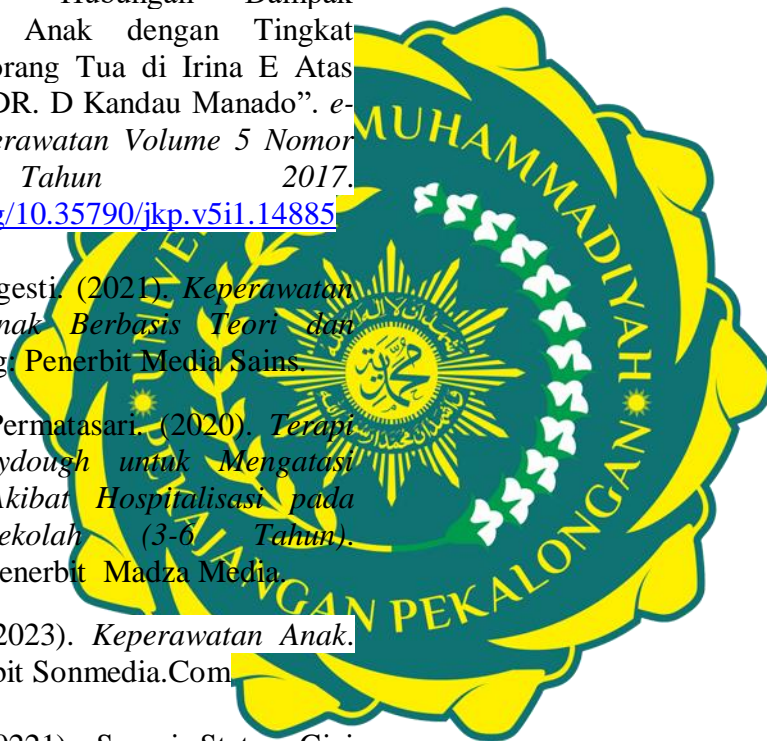 Hubungan Dampak
Anak dengan Tingkat
orang Tua di Irina E Atas
DR. D Kandau Manado”. e-
erawatan Volume 5 Nomor
Tahun 2017.
g/10.35790/jkp.v5i1.14885
gesti. (2021). Keperawatan
nak Berbasis Teori dan
g: Penerbit Media Sains.
Permatasari. (2020). Terapi
ydough untuk Mengatasi
Akibat Hospitalisasi pada
ekolah (3-6 Tahun).
enerbit Madza Media.
2023). Keperawatan Anak.
bit Sonmedia.Com
MUHAMMADIYAH
KAJANGAN PEKALONGAN
UNIVE